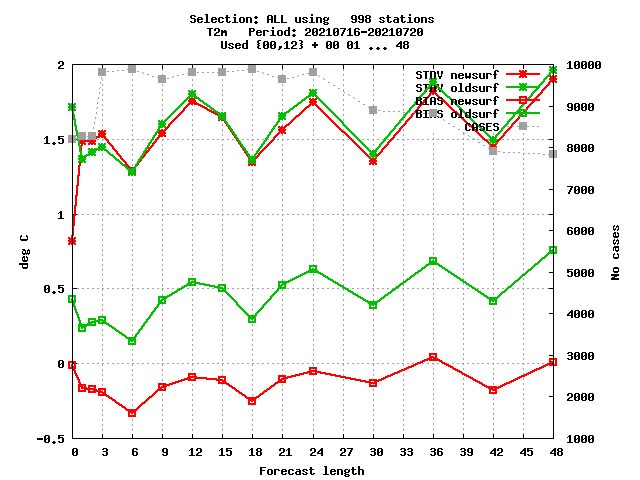 Selection: ALL using   998 stations
T2m   Period: 20210716-20210720
Used {00,12} + 00 01 ... 48
2
1.5
1
0.5
0
-0.5
deg C
10000
9000
8000
7000
6000
5000
4000
3000
2000
1000
No cases
STDV newsurf
STDV oldsurf
BIAS newsurf
BIAS oldsurf
CASES
0 3 6 9 12 15 18 21 24 27 30 33 36 39 42 45 48
Forecast length